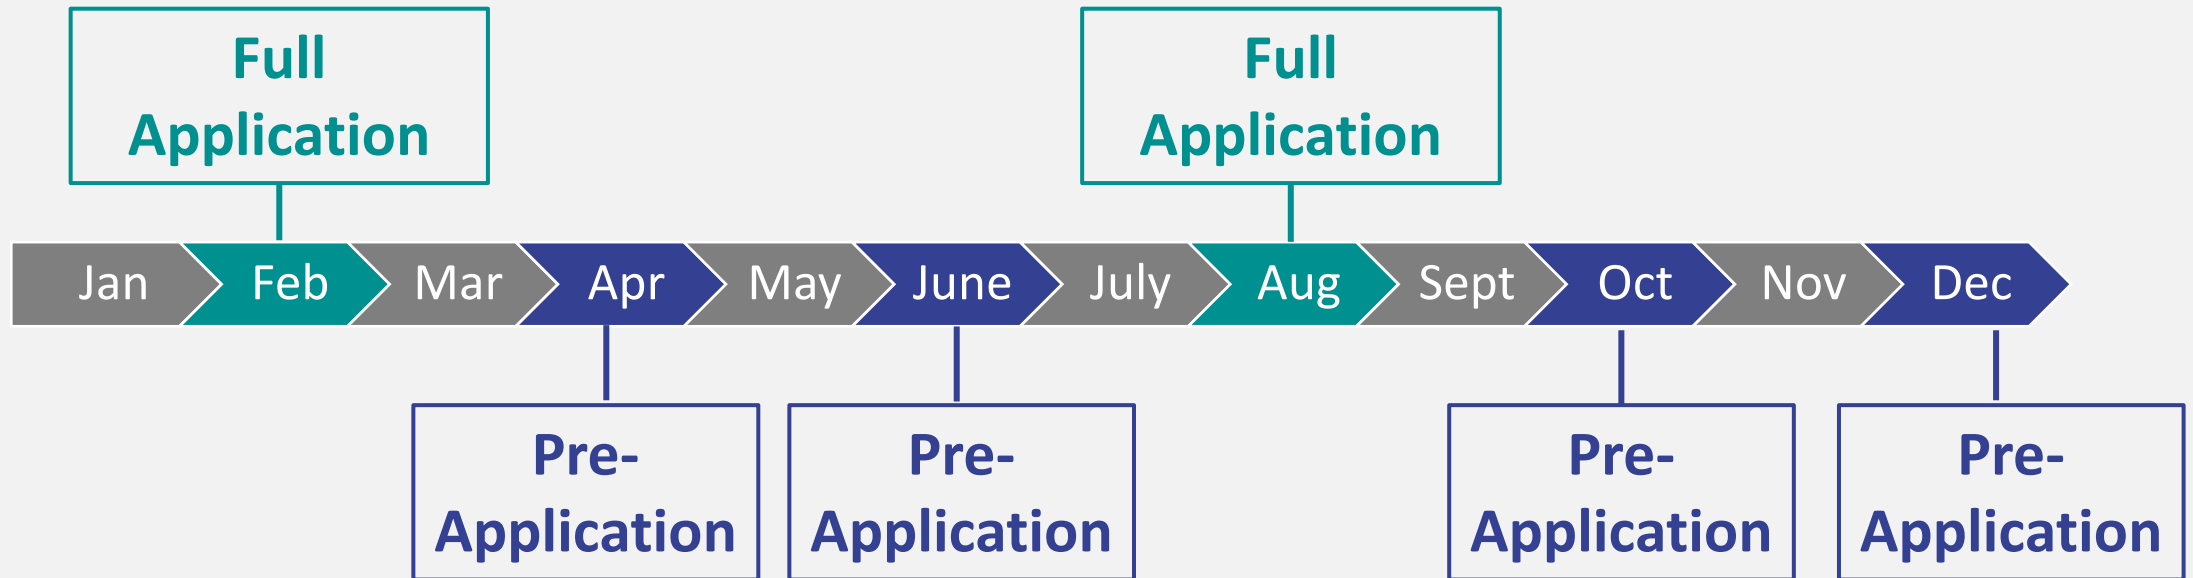 Full
Application
Full
Application
Jan Feb Mar Apr May June July Aug Sept Oct Nov Dec
Pre-
Application
Pre-
Application
Pre-
Application
Pre-
Application